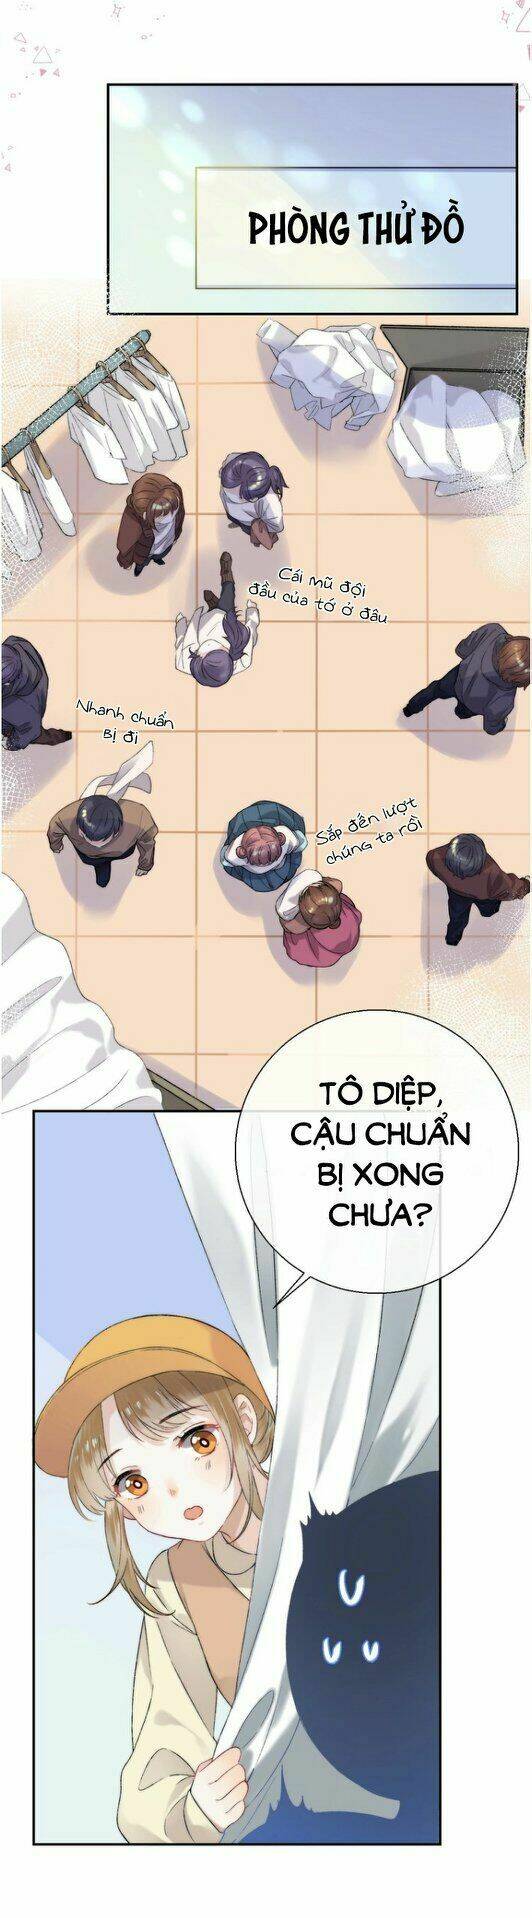 PHÒNG THỬ ĐỒ
Cái mũ đội
đầu của tớ ở đâu
Nhanh chuẩn
bị đi
Sắp đến lượt
chúng ta rồi
TÔ DIỆP,
CẬU CHUẨN
BỊ XONG
CHƯA?